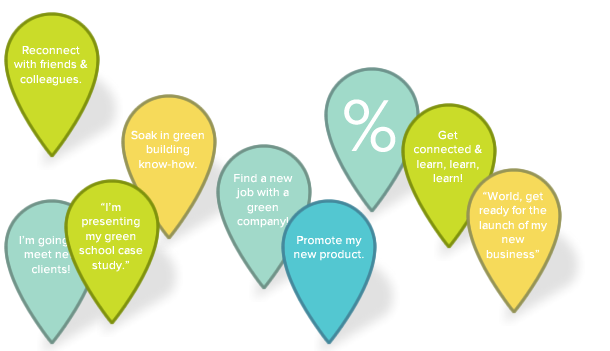 Reconnect
with friends &
colleagues.
Soak in green
building
know-how.
%
Get
connected &
learn, learn,
learn!
Find a new
job with a
green
company!
"World, get
ready for the
launch of my
new
business"
"I'm
presenting
my green
school case
study."
I'm going
meet ne
clients!
Promote my
new product.